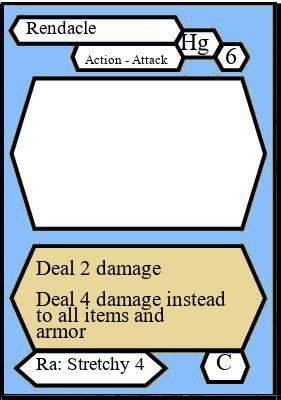 Rendacle
Hg
Action - Attack
6
Deal 2 damage
Deal 4 damage instead
to all items and
armor
Ra: Stretchy 4
C